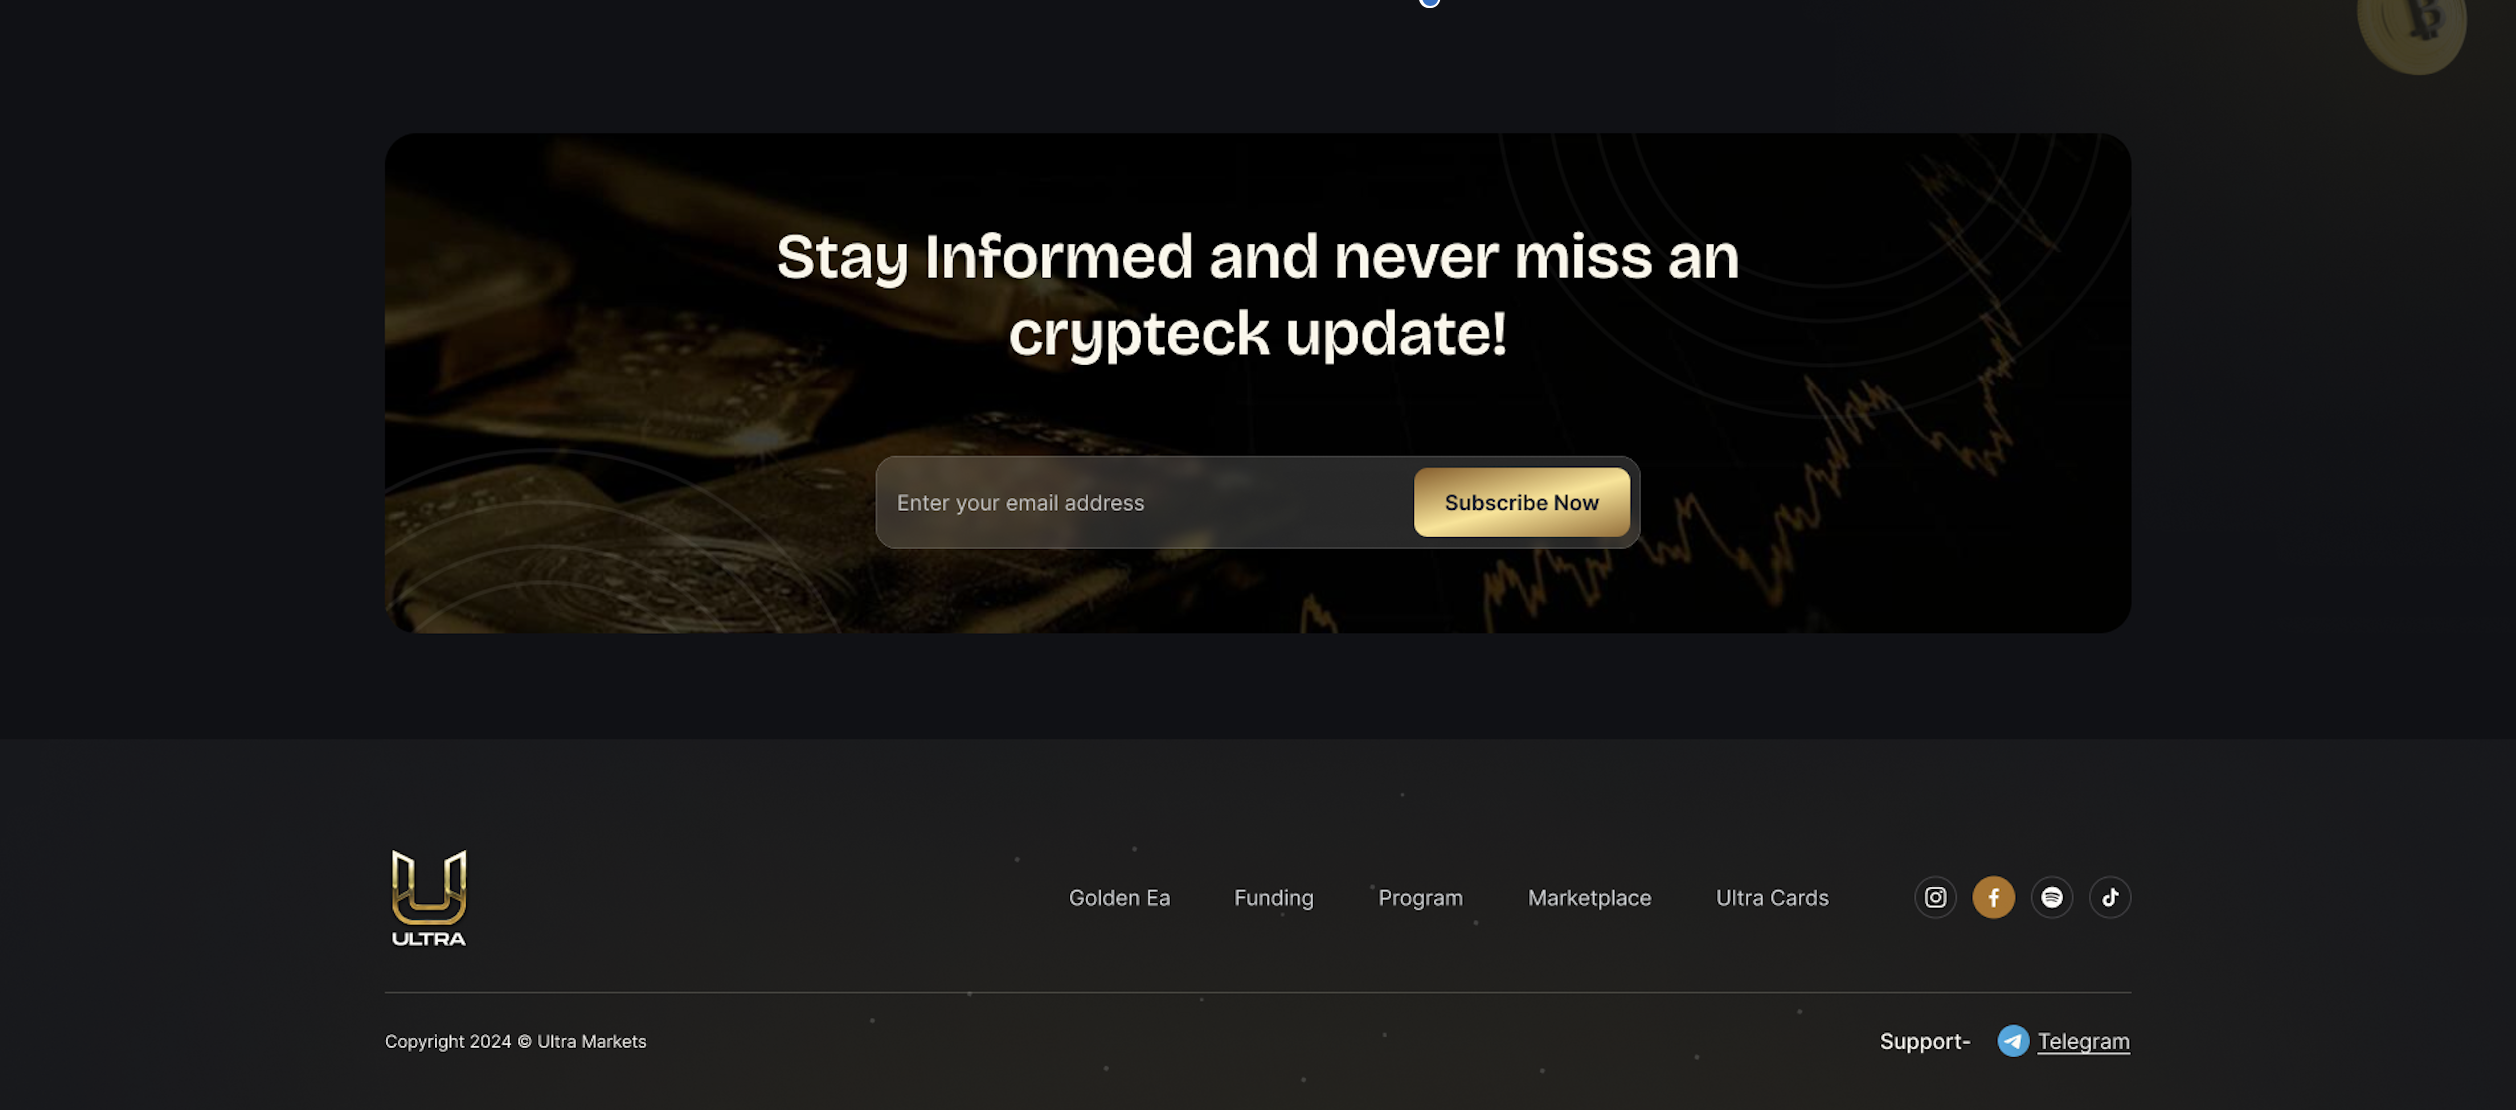 Stay Informed and never miss an
crypteck update!
Enter your email address
Subscribe Now
ULTRA
Golden Ea
Funding
Program
Marketplace
Ultra Cards
Copyright 2024 © Ultra Markets
Support-
Telegram